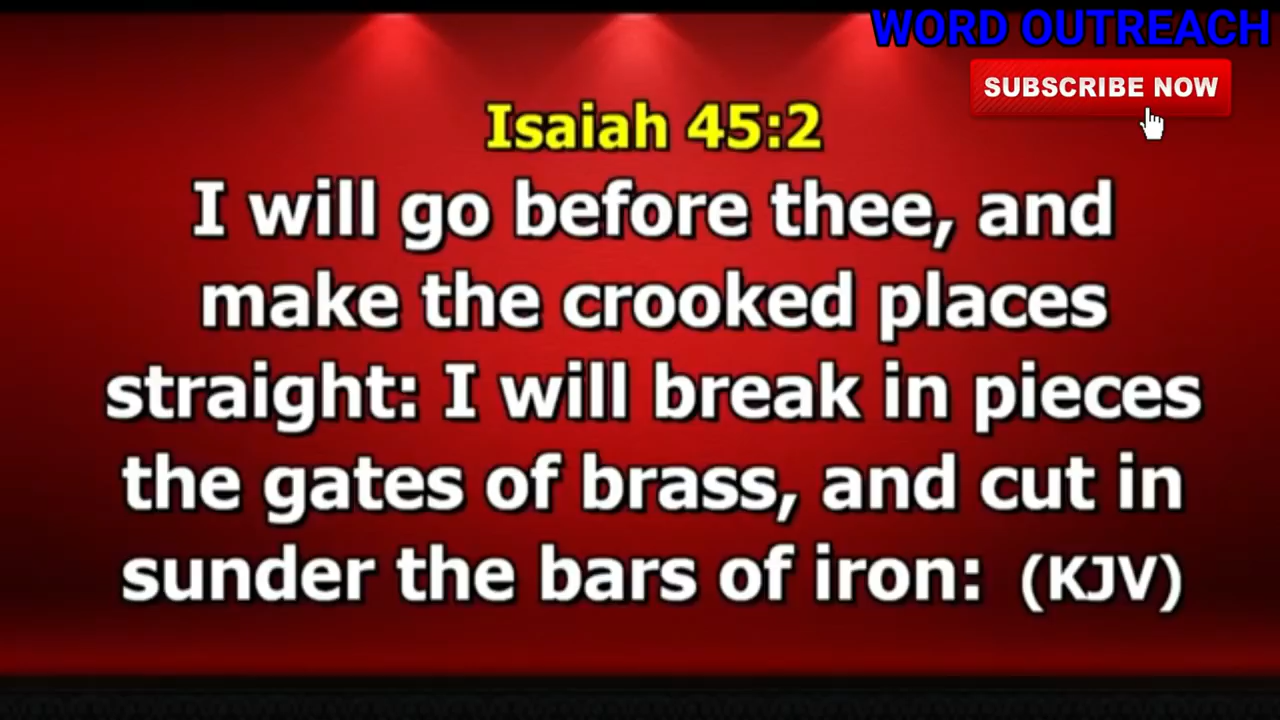 WORD OUTREACH
SUBSCRIBE NOW
Isaiah 45:2
I will go before thee, and
make the crooked places
straight: I will break in pieces
the gates of brass, and cut in
sunder the bars of iron: (KJV)